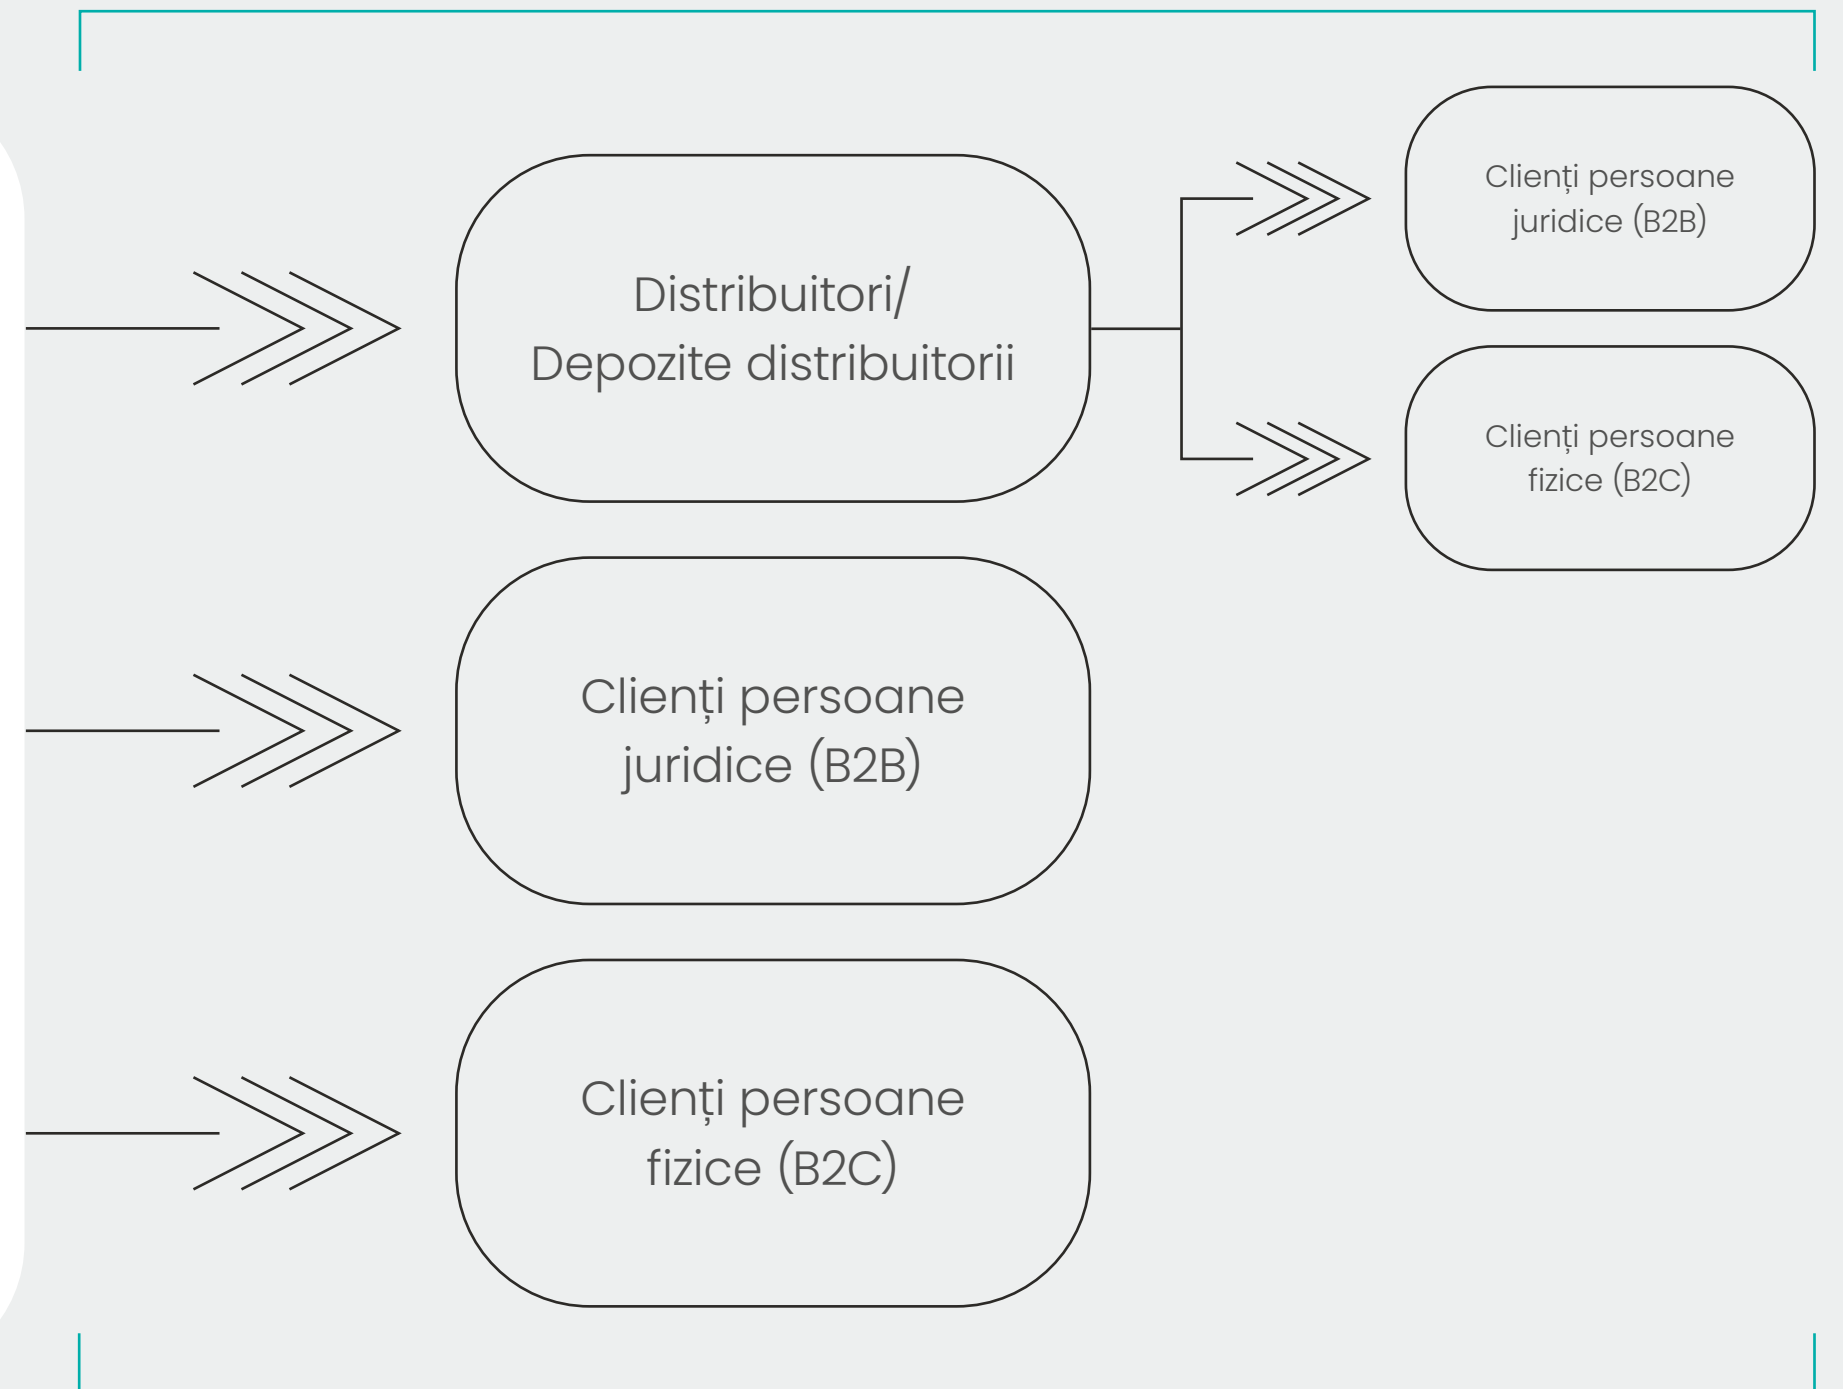 Distribuitori/
Depozite distribuitorii
Clienți persoane
juridice (B2B)
Clienți persoane
fizice (B2C)
Clienți persoane
juridice (B2B)
Clienți persoane
fizice (B2C)